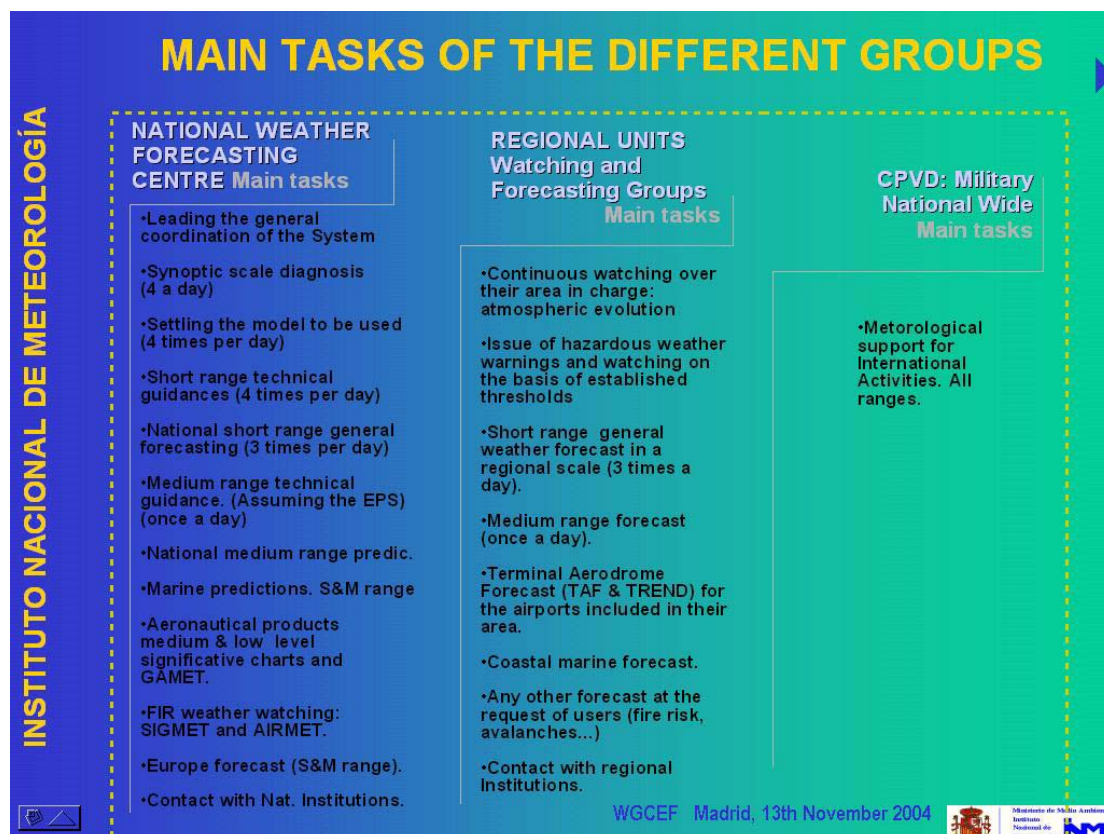 MAIN TASKS OF THE DIFFERENT GROUPS
INSTITUTO NACIONAL DE METEOROLOGÍA
NATIONAL WEATHER
FORECASTING
CENTRE Main tasks
•Leading the general
coordination of the System
•Synoptic scale diagnosis
(4 a day)
•Settling the model to be used
(4 times per day)
•Short range technical
guidances (4 times per day)
•National short range general
forecasting (3 times per day)
•Medium range technical
guidance. (Assuming the EPS)
(once a day)
•National medium range predic.
•Marine predictions. S&M range
•Aeronautical products
medium & low level
significative charts and
GAMET.
•FIR weather watching:
SIGMET and AIRMET.
•Europe forecast (S&M range).
•Contact with Nat. Institutions.
REGIONAL UNITS
Watching and
Forecasting Groups
Main tasks
•Continuous watching over
their area in charge:
atmospheric evolution
•Issue of hazardous weather
warnings and watching on
the basis of established
thresholds
•Short range general
weather forecast in a
regional scale (3 times a
day).
•Medium range forecast
(once a day).
•Terminal Aerodrome
Forecast (TAF & TREND) for
the airports included in their
area.
•Coastal marine forecast.
•Any other forecast at the
request of users (fire risk,
avalanches...)
•Contact with regional
Institutions.
CPVD: Military
National Wide
Main tasks
•Metorological
support for
International
Activities. All
ranges.
WGCEF Madrid, 13th November 2004
Ministerio de Medio Ambien
Instituto
Nacional de